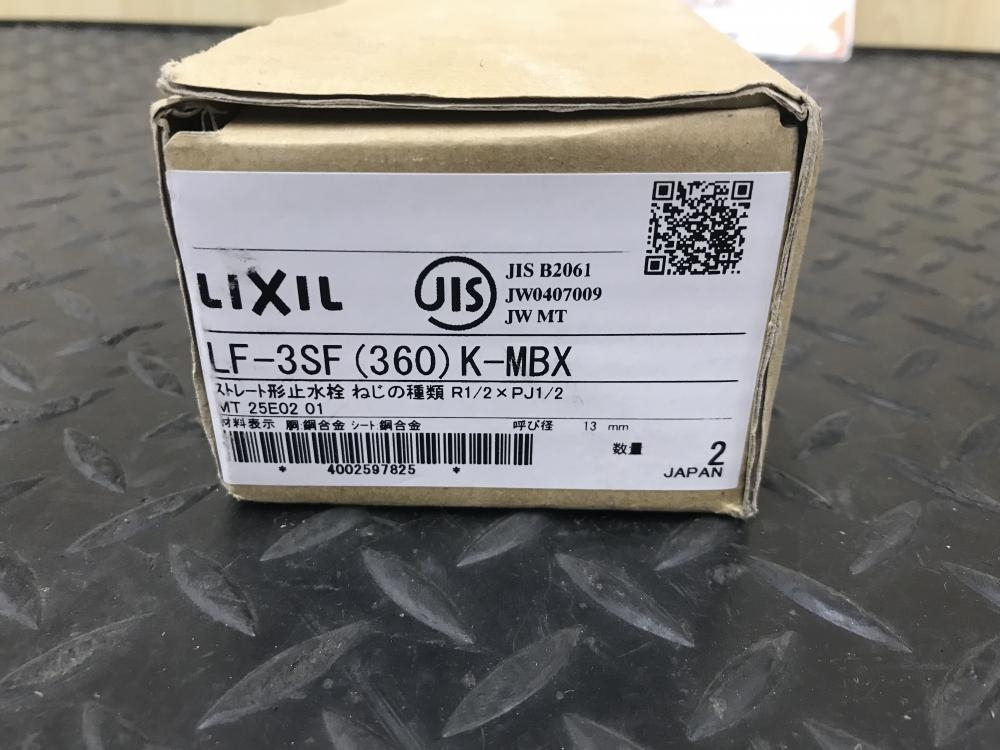 LIXIL
JIS
JIS B2061
JW0407009
JW MT
LF-3SF(360)K-MBX
ストレート形止水栓 ねじの種類 R1/2×PJ1/2
MT 25E02 01
材料表示 胴:銅合金 シート:銅合金 呼び径 13 mm
数量 2
* 4002597825 *
JAPAN